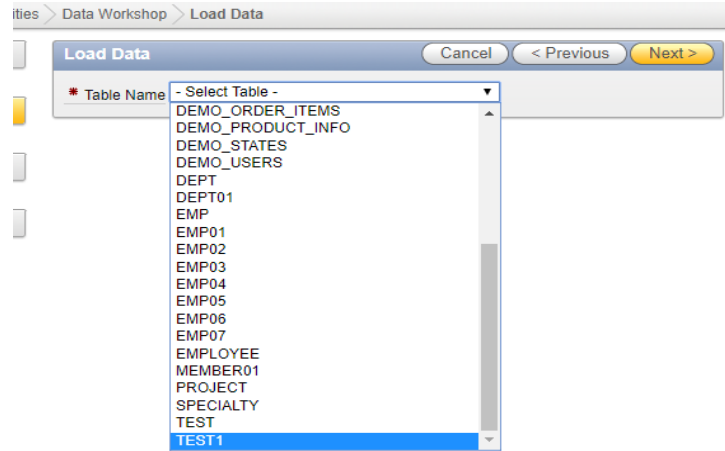 ities > Data Workshop > Load Data
Load Data
Cancel
< Previous
Next >
* Table Name
- Select Table -
DEMO_ORDER_ITEMS
DEMO_PRODUCT_INFO
DEMO_STATES
DEMO_USERS
DEPT
DEPT01
EMP
EMP01
EMP02
EMP03
EMP04
EMP05
EMP06
EMP07
EMPLOYEE
MEMBER01
PROJECT
SPECIALTY
TEST
TEST1